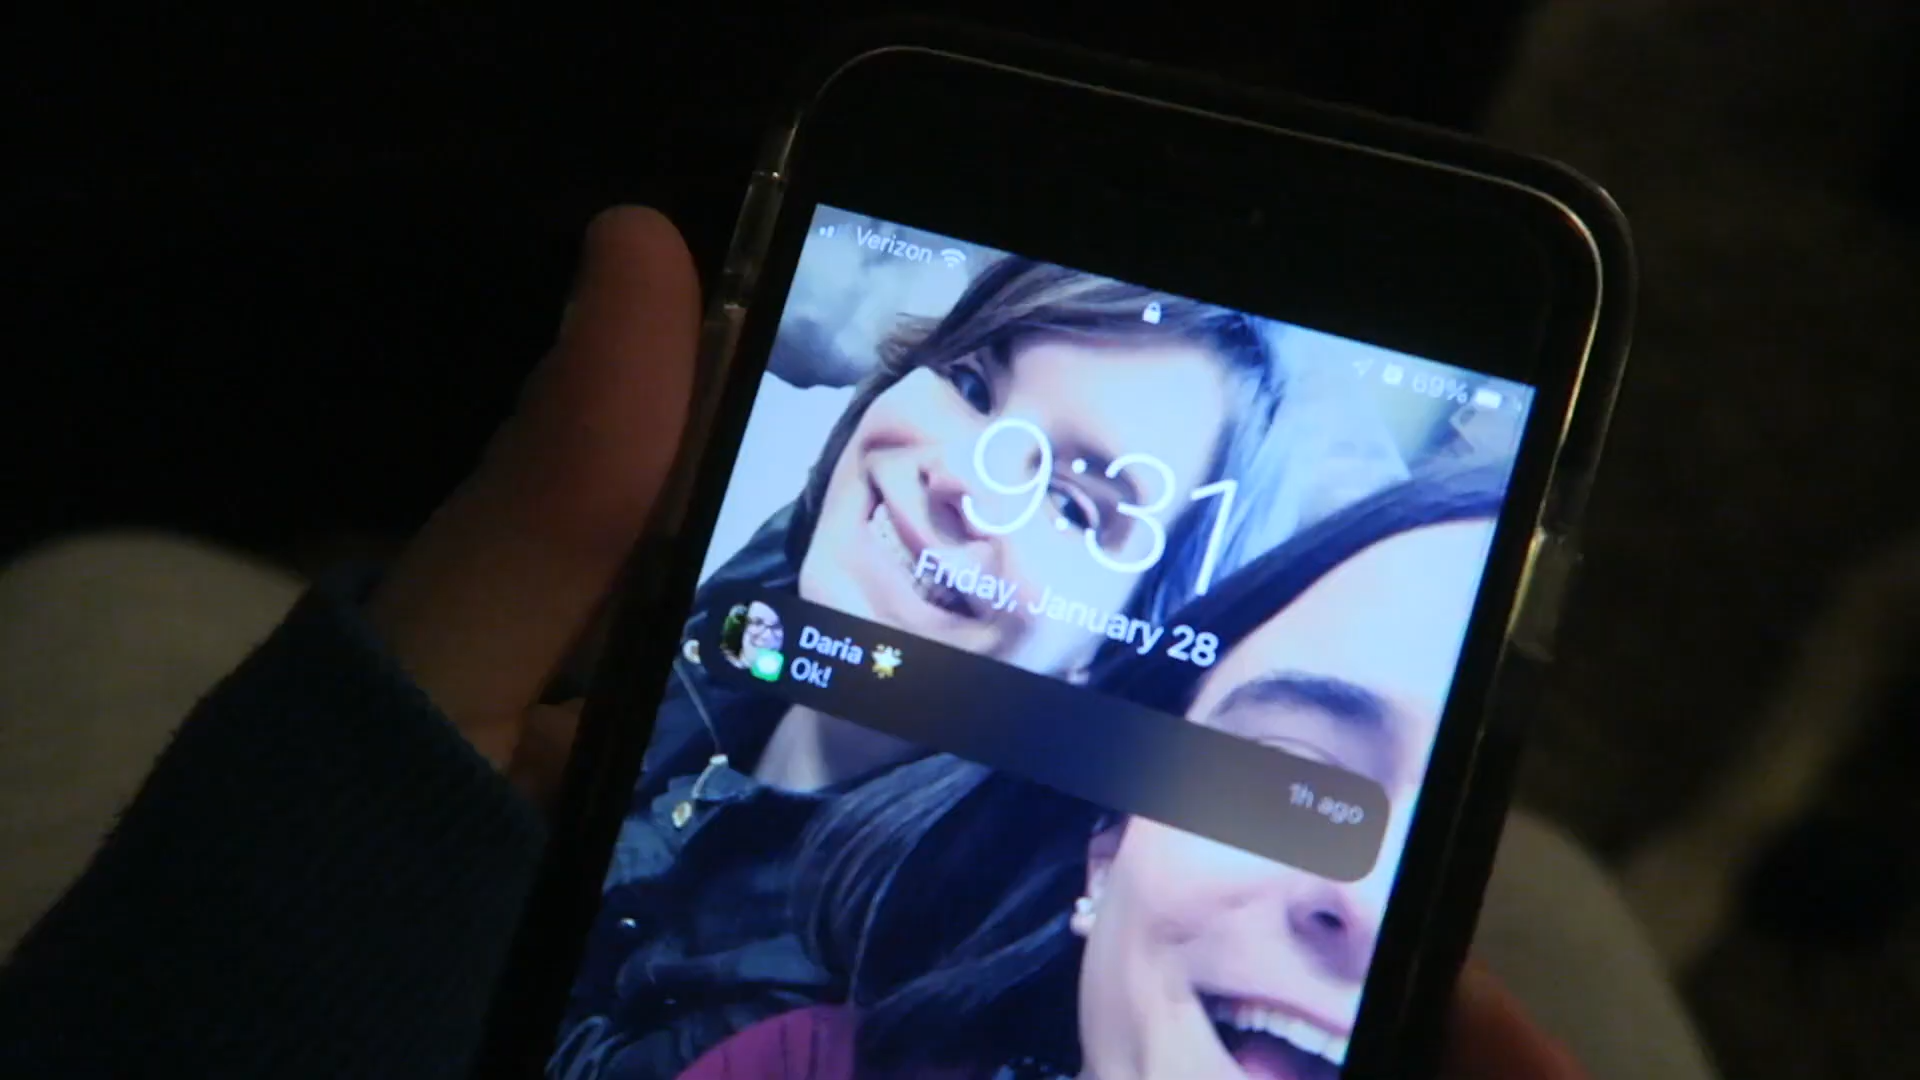 Verizon
69%
9:31
Friday, January 28
Daria 🌟
Ok!
1h ago